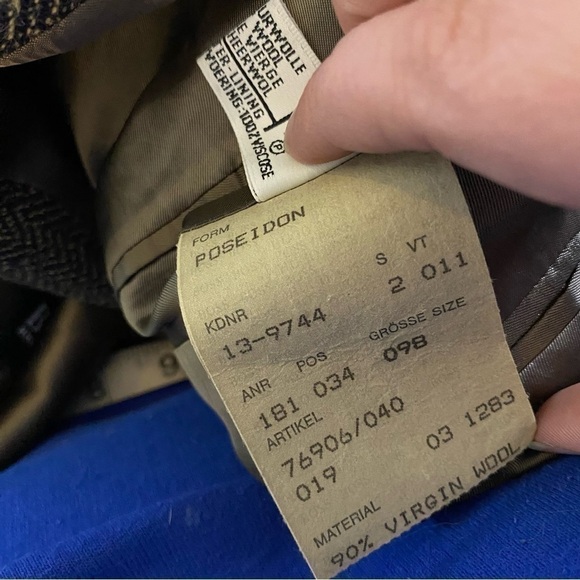 URWOLLE
WOOL
E VIERGE
HEERWOL
ER LINING
VOERING:100%VISCOSE
P
FORM
POSEIDON
S VT
2 011
KDNR
13-9744
GRÖSSE SIZE
098
ANR POS
181 034
ARTIKEL
76906/040
019
03 1283
MATERIAL
90% VIRGIN WOOL